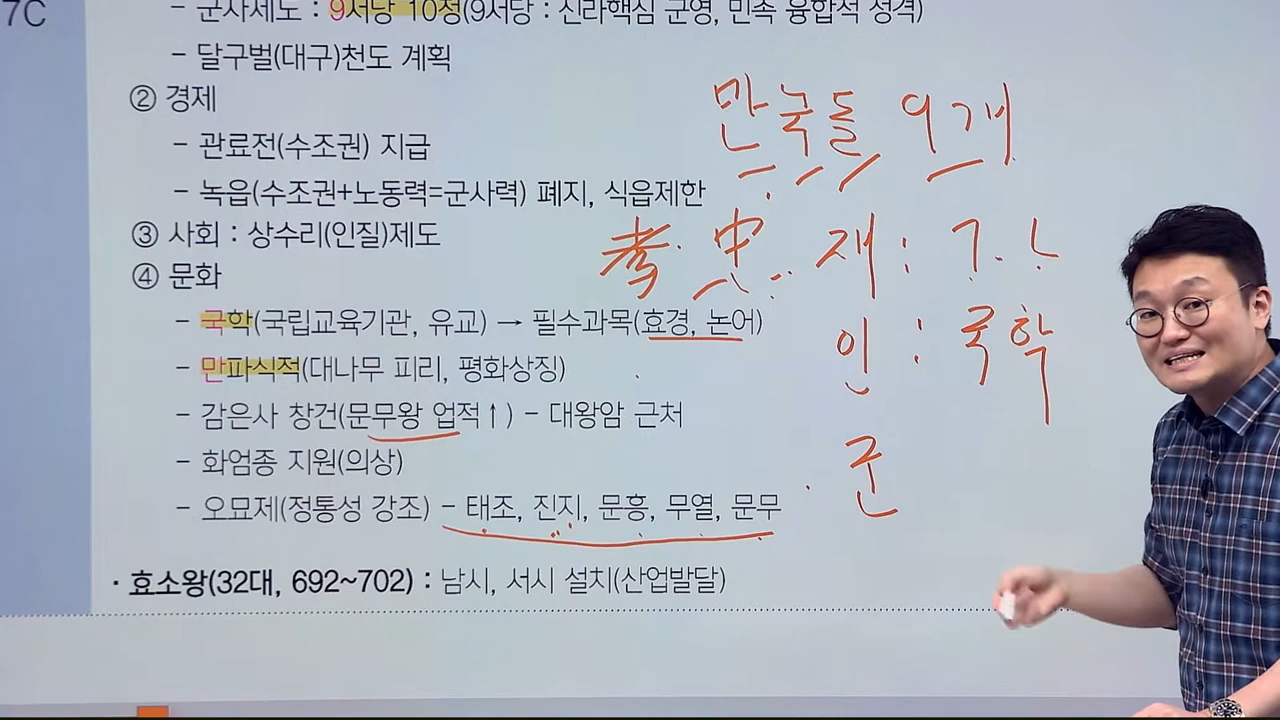 7C
- 군사제도 : 9서당 10정(9서당 : 신라핵심 군영, 민족 융합적 성격)
- 달구벌(대구)천도 계획
② 경제
- 관료전(수조권) 지급
- 녹읍(수조권+노동력=군사력) 폐지, 식읍제한
③ 사회 : 상수리(인질)제도
④ 문화
- 국학(국립교육기관, 유교) → 필수과목(효경, 논어)
- 만파식적(대나무 피리, 평화상징)
- 감은사 창건(문무왕 업적↑) - 대왕암 근처
- 화엄종 지원(의상)
- 오묘제(정통성 강조) - 태조, 진지, 문흥, 무열, 문무
· 효소왕(32대, 692~702) : 남시, 서시 설치(산업발달)
만국돌 9개
재 : ㄱ. ㄴ
인 : 국학
군